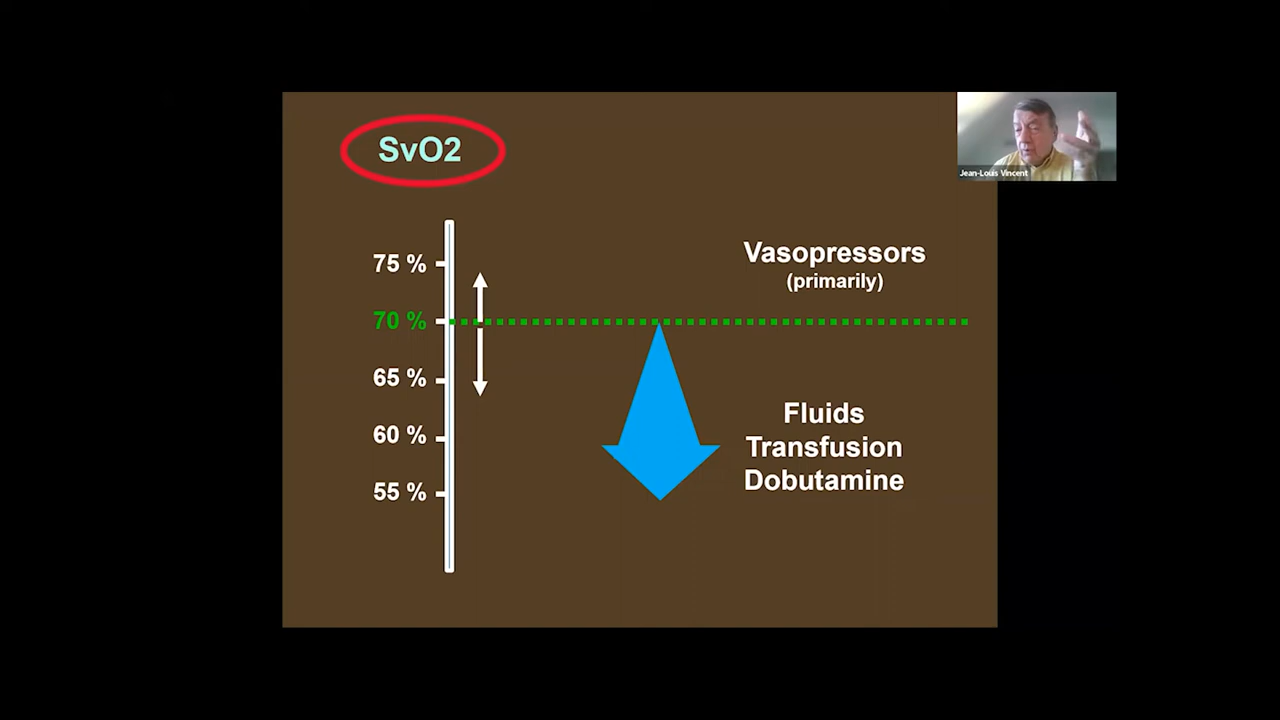 SvO2
Jean-Louis Vincent
75 %
Vasopressors
(primarily)
70 %
65 %
Fluids
60 %
Transfusion
Dobutamine
55 %